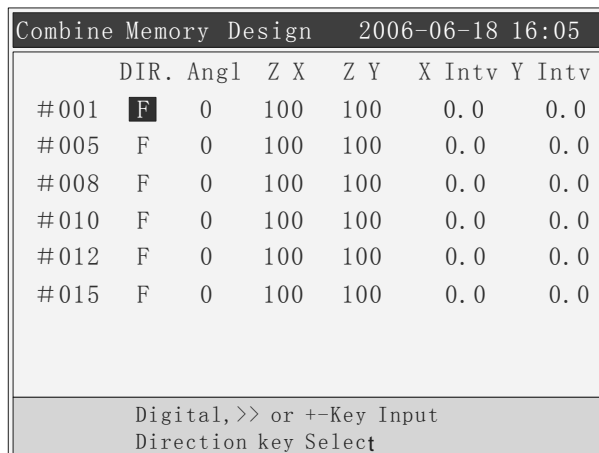 Combine Memory Design 2006-06-18 16:05
DIR. Angl Z X Z Y X Intv Y Intv
#001 F 0 100 100 0.0 0.0
#005 F 0 100 100 0.0 0.0
#008 F 0 100 100 0.0 0.0
#010 F 0 100 100 0.0 0.0
#012 F 0 100 100 0.0 0.0
#015 F 0 100 100 0.0 0.0
Digital,>> or +-Key Input
Direction key Select